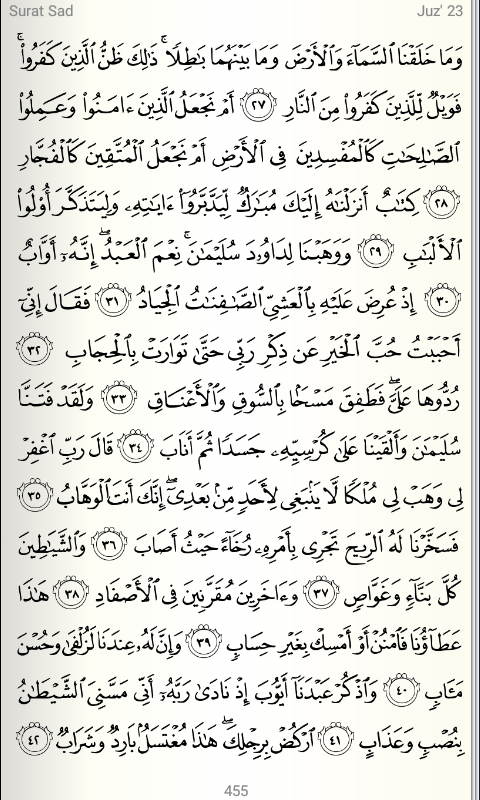 Surat Sad
Juz' 23
وَمَا خَلَقْنَا ٱلسَّمَآءَ وَٱلْأَرْضَ وَمَا بَيْنَهُمَا بَٰطِلًا ۚ ذَٰلِكَ ظَنُّ ٱلَّذِينَ كَفَرُوا۟ ۚ
فَوَيْلٌ لِّلَّذِينَ كَفَرُوا۟ مِنَ ٱلنَّارِ ٢٧ أَمْ نَجْعَلُ ٱلَّذِينَ ءَامَنُوا۟ وَعَمِلُوا۟
ٱلصَّٰلِحَٰتِ كَٱلْمُفْسِدِينَ فِى ٱلْأَرْضِ أَمْ نَجْعَلُ ٱلْمُتَّقِينَ كَٱلْفُجَّارِ
٢٨ كِتَٰبٌ أَنزَلْنَٰهُ إِلَيْكَ مُبَٰرَكٌ لِّيَدَّبَّرُوٓا۟ ءَايَٰتِهِۦ وَلِيَتَذَكَّرَ أُو۟لُوا۟
ٱلْأَلْبَٰبِ ٢٩ وَوَهَبْنَا لِدَاوُۥدَ سُلَيْمَٰنَ ۚ نِعْمَ ٱلْعَبْدُ ۖ إِنَّهُۥٓ أَوَّابٌ
٣٠ إِذْ عُرِضَ عَلَيْهِ بِٱلْعَشِىِّ ٱلصَّٰفِنَٰتُ ٱلْجِيَادُ ٣١ فَقَالَ إِنِّىٓ
أَحْبَبْتُ حُبَّ ٱلْخَيْرِ عَن ذِكْرِ رَبِّى حَتَّىٰ تَوَارَتْ بِٱلْحِجَابِ ٣٢
رُدُّوهَا عَلَىَّ ۖ فَطَفِقَ مَسْحًۢا بِٱلسُّوقِ وَٱلْأَعْنَاقِ ٣٣ وَلَقَدْ فَتَنَّا
سُلَيْمَٰنَ وَأَلْقَيْنَا عَلَىٰ كُرْسِيِّهِۦ جَسَدًا ثُمَّ أَنَابَ ٣٤ قَالَ رَبِّ ٱغْفِرْ
لِى وَهَبْ لِى مُلْكًا لَّا يَنۢبَغِى لِأَحَدٍ مِّنۢ بَعْدِىٓ ۖ إِنَّكَ أَنتَ ٱلْوَهَّابُ ٣٥
فَسَخَّرْنَا لَهُ ٱلرِّيحَ تَجْرِى بِأَمْرِهِۦ رُخَآءً حَيْثُ أَصَابَ ٣٦ وَٱلشَّيَٰطِينَ
كُلَّ بَنَّآءٍ وَغَوَّاصٍ ٣٧ وَءَاخَرِينَ مُقَرَّنِينَ فِى ٱلْأَصْفَادِ ٣٨ هَٰذَا
عَطَآؤُنَا فَٱمْنُنْ أَوْ أَمْسِكْ بِغَيْرِ حِسَابٍ ٣٩ وَإِنَّ لَهُۥ عِندَنَا لَزُلْفَىٰ وَحُسْنَ
مَـَٔابٍ ٤٠ وَٱذْكُرْ عَبْدَنَآ أَيُّوبَ إِذْ نَادَىٰ رَبَّهُۥٓ أَنِّى مَسَّنِىَ ٱلشَّيْطَٰنُ
بِنُصْبٍ وَعَذَابٍ ٤١ ٱرْكُضْ بِرِجْلِكَ ۖ هَٰذَا مُغْتَسَلٌۢ بَارِدٌ وَشَرَابٌ ٤٢
455